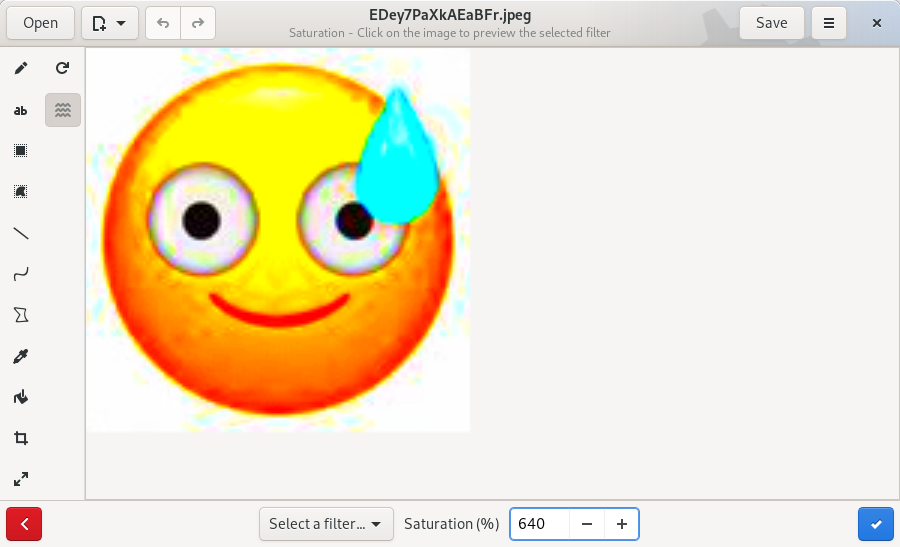 Open
EDey7PaXkAEaBFr.jpeg
Saturation - Click on the image to preview the selected filter
Save
ab
Select a filter...
Saturation (%)
640